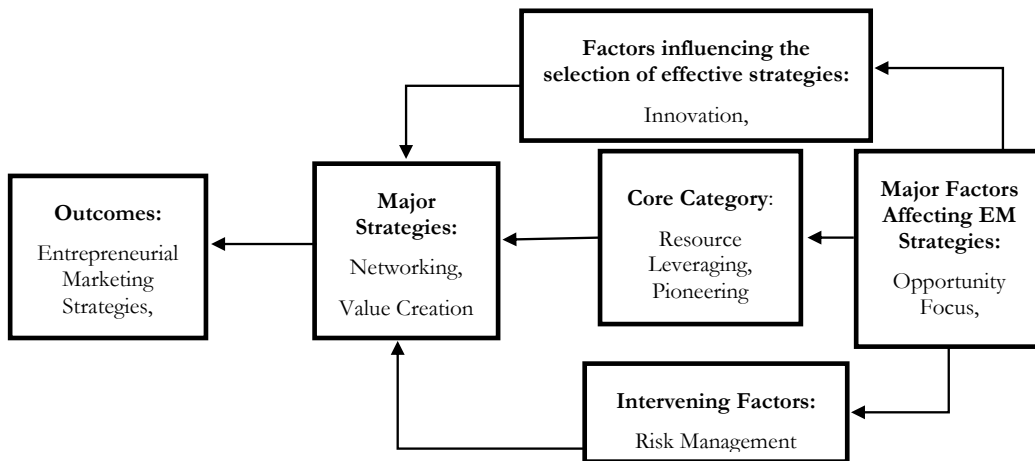 Factors influencing the
selection of effective strategies:
Innovation,
Outcomes:
Entrepreneurial
Marketing
Strategies,
Major
Strategies:
Networking,
Value Creation
Core Category:
Resource
Leveraging,
Pioneering
Major Factors
Affecting EM
Strategies:
Opportunity
Focus,
Intervening Factors:
Risk Management